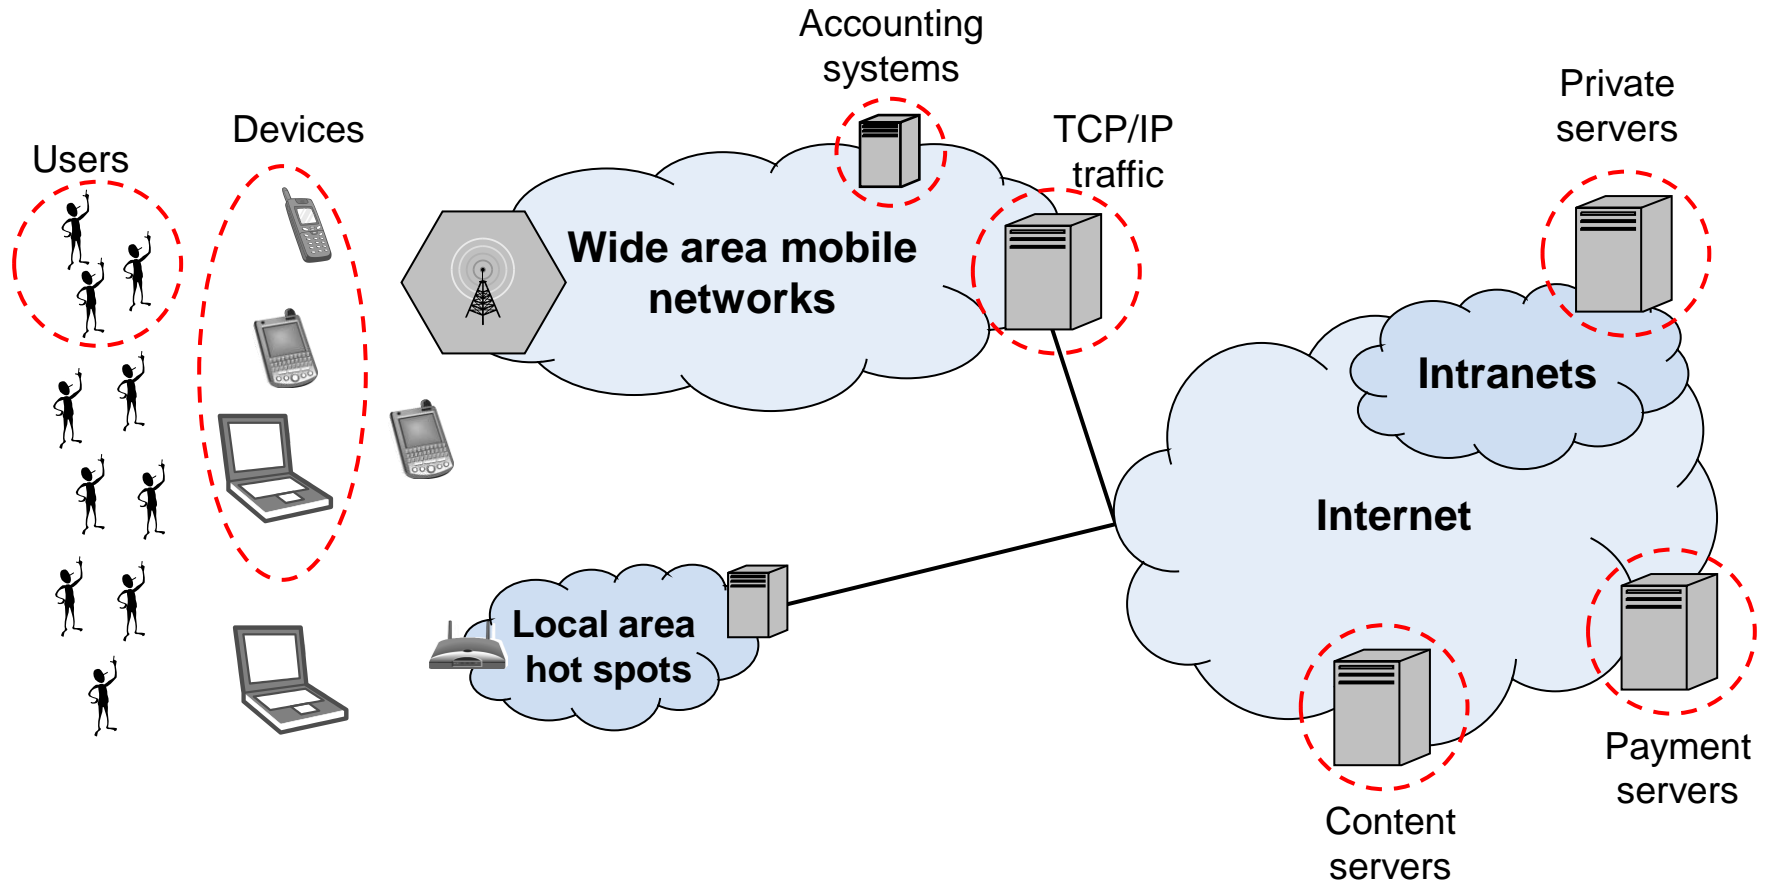 Accounting
systems
Private
servers
Devices
TCP/IP
traffic
Users
Wide area mobile
networks
Intranets
Internet
Local area
hot spots
Payment
servers
Content
servers